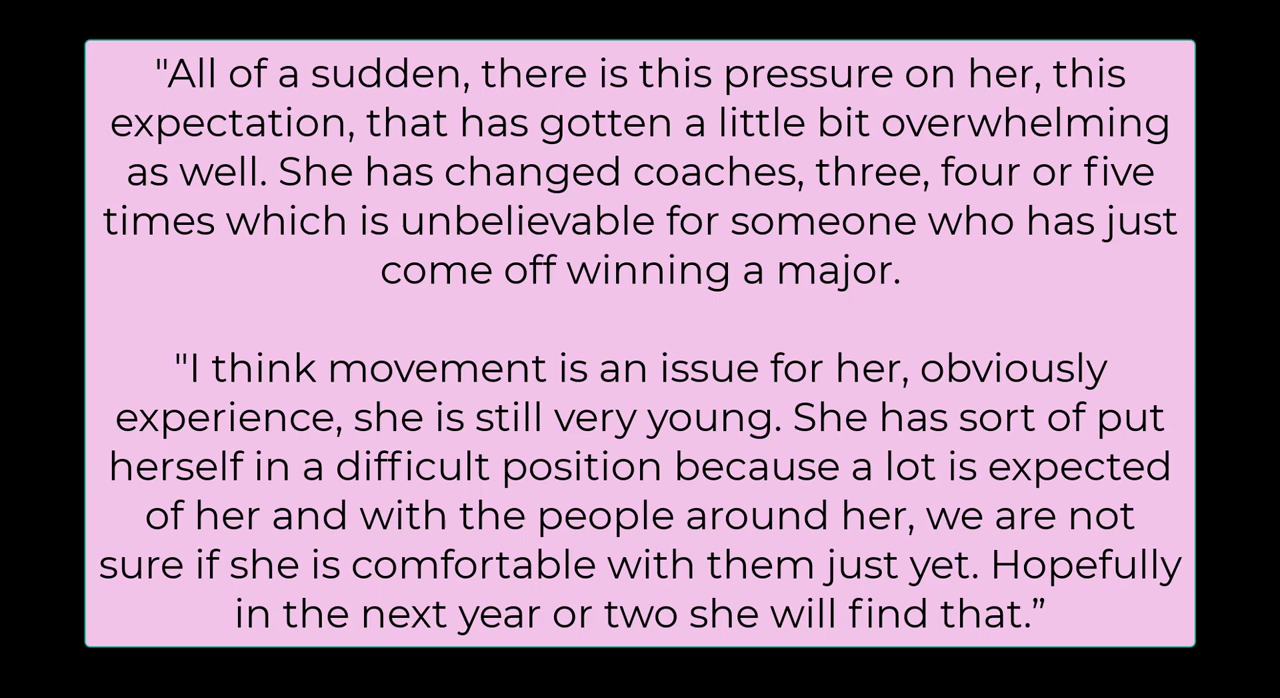 "All of a sudden, there is this pressure on her, this
expectation, that has gotten a little bit overwhelming
as well. She has changed coaches, three, four or five
times which is unbelievable for someone who has just
come off winning a major.
"I think movement is an issue for her, obviously
experience, she is still very young. She has sort of put
herself in a difficult position because a lot is expected
of her and with the people around her, we are not
sure if she is comfortable with them just yet. Hopefully
in the next year or two she will find that.”